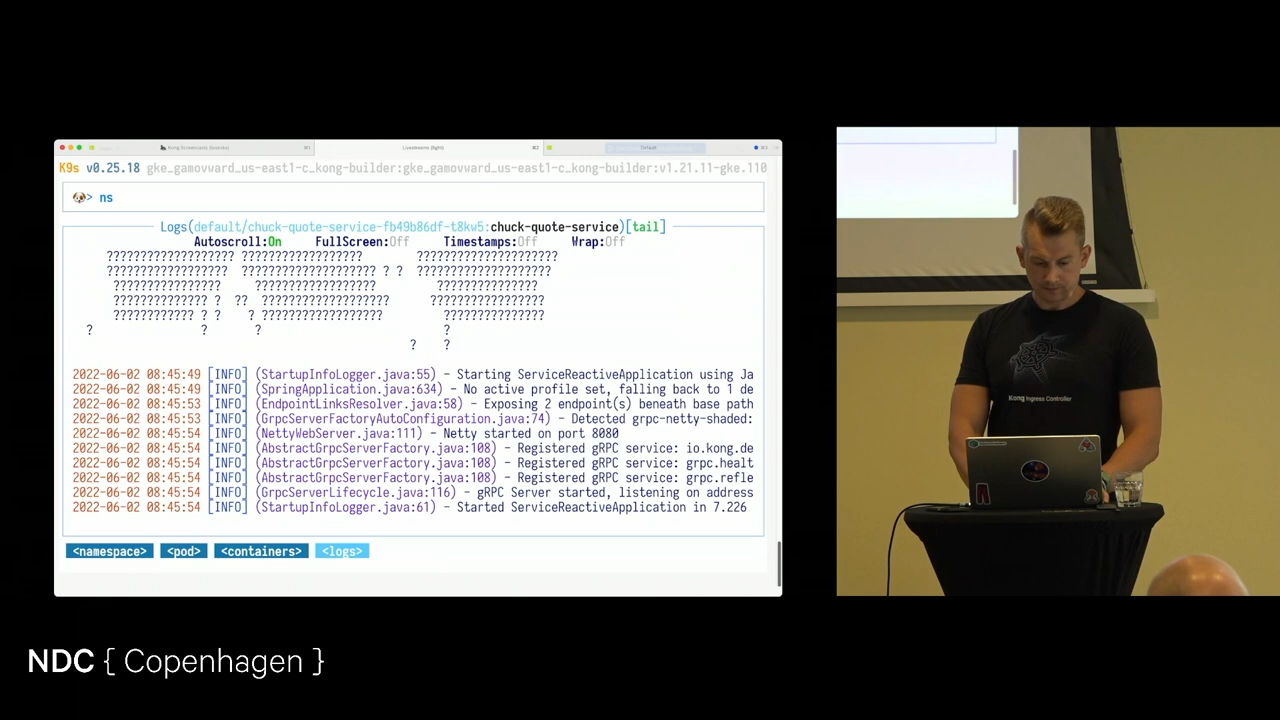 Kong Screencasts (bnanks)
Livestreams (light)
Default
K9s v0.25.18 gke_gamovward_us-east1-c_kong-builder:gke_gamovward_us-east1-c_kong-builder:v1.21.11-gke.110
> ns
Logs(default/chuck-quote-service-fb49b86df-t8kw5:chuck-quote-service)[tail]
Autoscroll:On FullScreen:Off Timestamps:Off Wrap:Off
??????????????????? ?????????????????? ?????????????????????
?????????????????? ???????????????????? ? ? ????????????????????
???????????????? ?????????????????? ???????????????
?????????????? ? ?? ??????????????????? ?????????????????
???????????? ? ? ? ?????????????????? ???????????????
? ? ? ?
? ?
2022-06-02 08:45:49 [INFO] (StartupInfoLogger.java:55) - Starting ServiceReactiveApplication using Ja
2022-06-02 08:45:49 [INFO] (SpringApplication.java:634) - No active profile set, falling back to 1 de
2022-06-02 08:45:53 [INFO] (EndpointLinksResolver.java:58) - Exposing 2 endpoint(s) beneath base path
2022-06-02 08:45:53 [INFO] (GrpcServerFactoryAutoConfiguration.java:74) - Detected grpc-netty-shaded:
2022-06-02 08:45:54 [INFO] (NettyWebServer.java:111) - Netty started on port 8080
2022-06-02 08:45:54 [INFO] (AbstractGrpcServerFactory.java:108) - Registered gRPC service: io.kong.de
2022-06-02 08:45:54 [INFO] (AbstractGrpcServerFactory.java:108) - Registered gRPC service: grpc.healt
2022-06-02 08:45:54 [INFO] (AbstractGrpcServerFactory.java:108) - Registered gRPC service: grpc.refle
2022-06-02 08:45:54 [INFO] (GrpcServerLifecycle.java:116) - gRPC Server started, listening on address
2022-06-02 08:45:54 [INFO] (StartupInfoLogger.java:61) - Started ServiceReactiveApplication in 7.226
<namespace> <pod> <containers> <logs>
Kong Ingress Controller
NDC { Copenhagen }